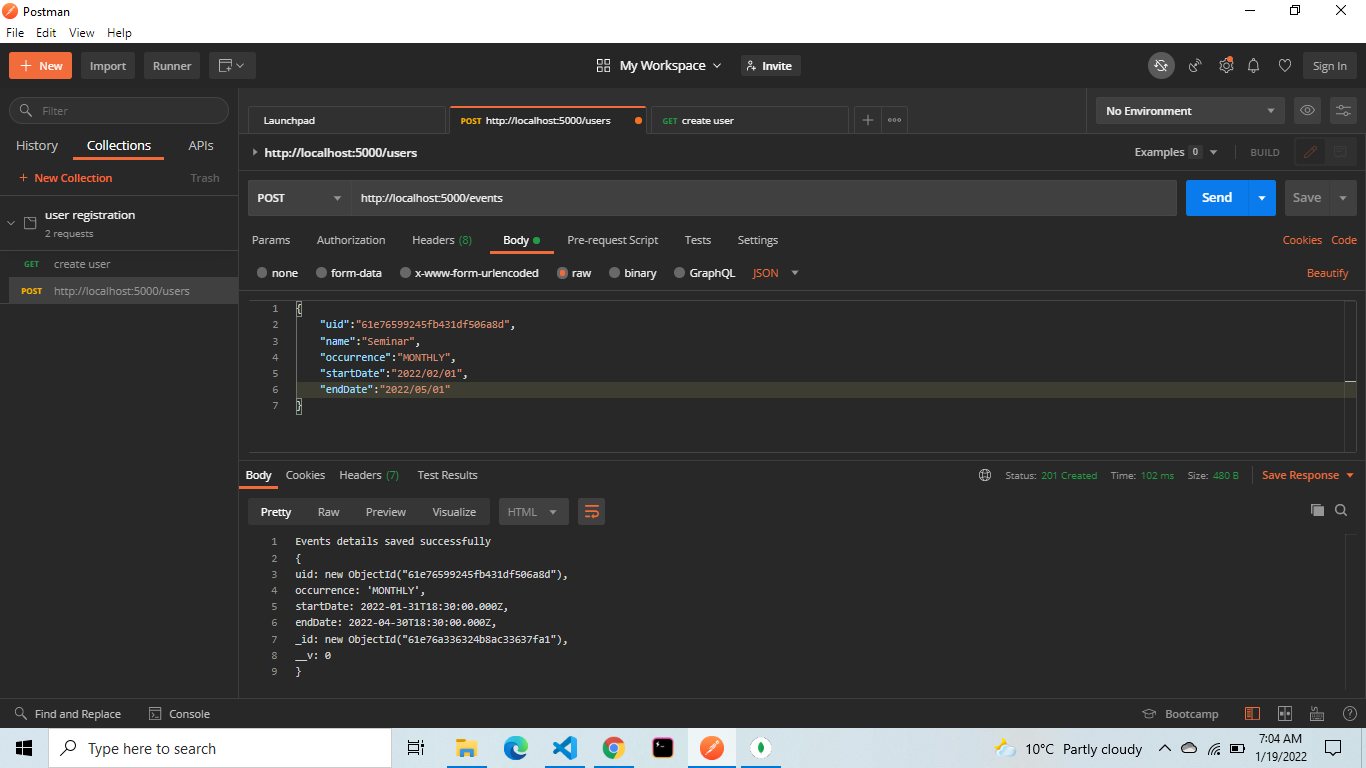 Postman
File Edit View Help
New Import Runner My Workspace Invite Sign In
Filter
History Collections APIs
+ New Collection Trash
user registration
2 requests
GET create user
POST http://localhost:5000/users
Launchpad POST http://localhost:5000/users GET create user No Environment
http://localhost:5000/users Examples 0 BUILD
POST http://localhost:5000/events Send Save
Params Authorization Headers (8) Body Pre-request Script Tests Settings Cookies Code
none form-data x-www-form-urlencoded raw binary GraphQL JSON Beautify
1 {
2 "uid":"61e76599245fb431df506a8d",
3 "name":"Seminar",
4 "occurrence":"MONTHLY",
5 "startDate":"2022/02/01",
6 "endDate":"2022/05/01"
7 }
Body Cookies Headers (7) Test Results Status: 201 Created Time: 102 ms Size: 480 B Save Response
Pretty Raw Preview Visualize HTML
1 Events details saved successfully
2 {
3 uid: new ObjectId("61e76599245fb431df506a8d"),
4 occurrence: 'MONTHLY',
5 startDate: 2022-01-31T18:30:00.000Z,
6 endDate: 2022-04-30T18:30:00.000Z,
7 _id: new ObjectId("61e76a336324b8ac33637fa1"),
8 __v: 0
9 }
Find and Replace Console Bootcamp
Type here to search 10°C Partly cloudy 7:04 AM
1/19/2022